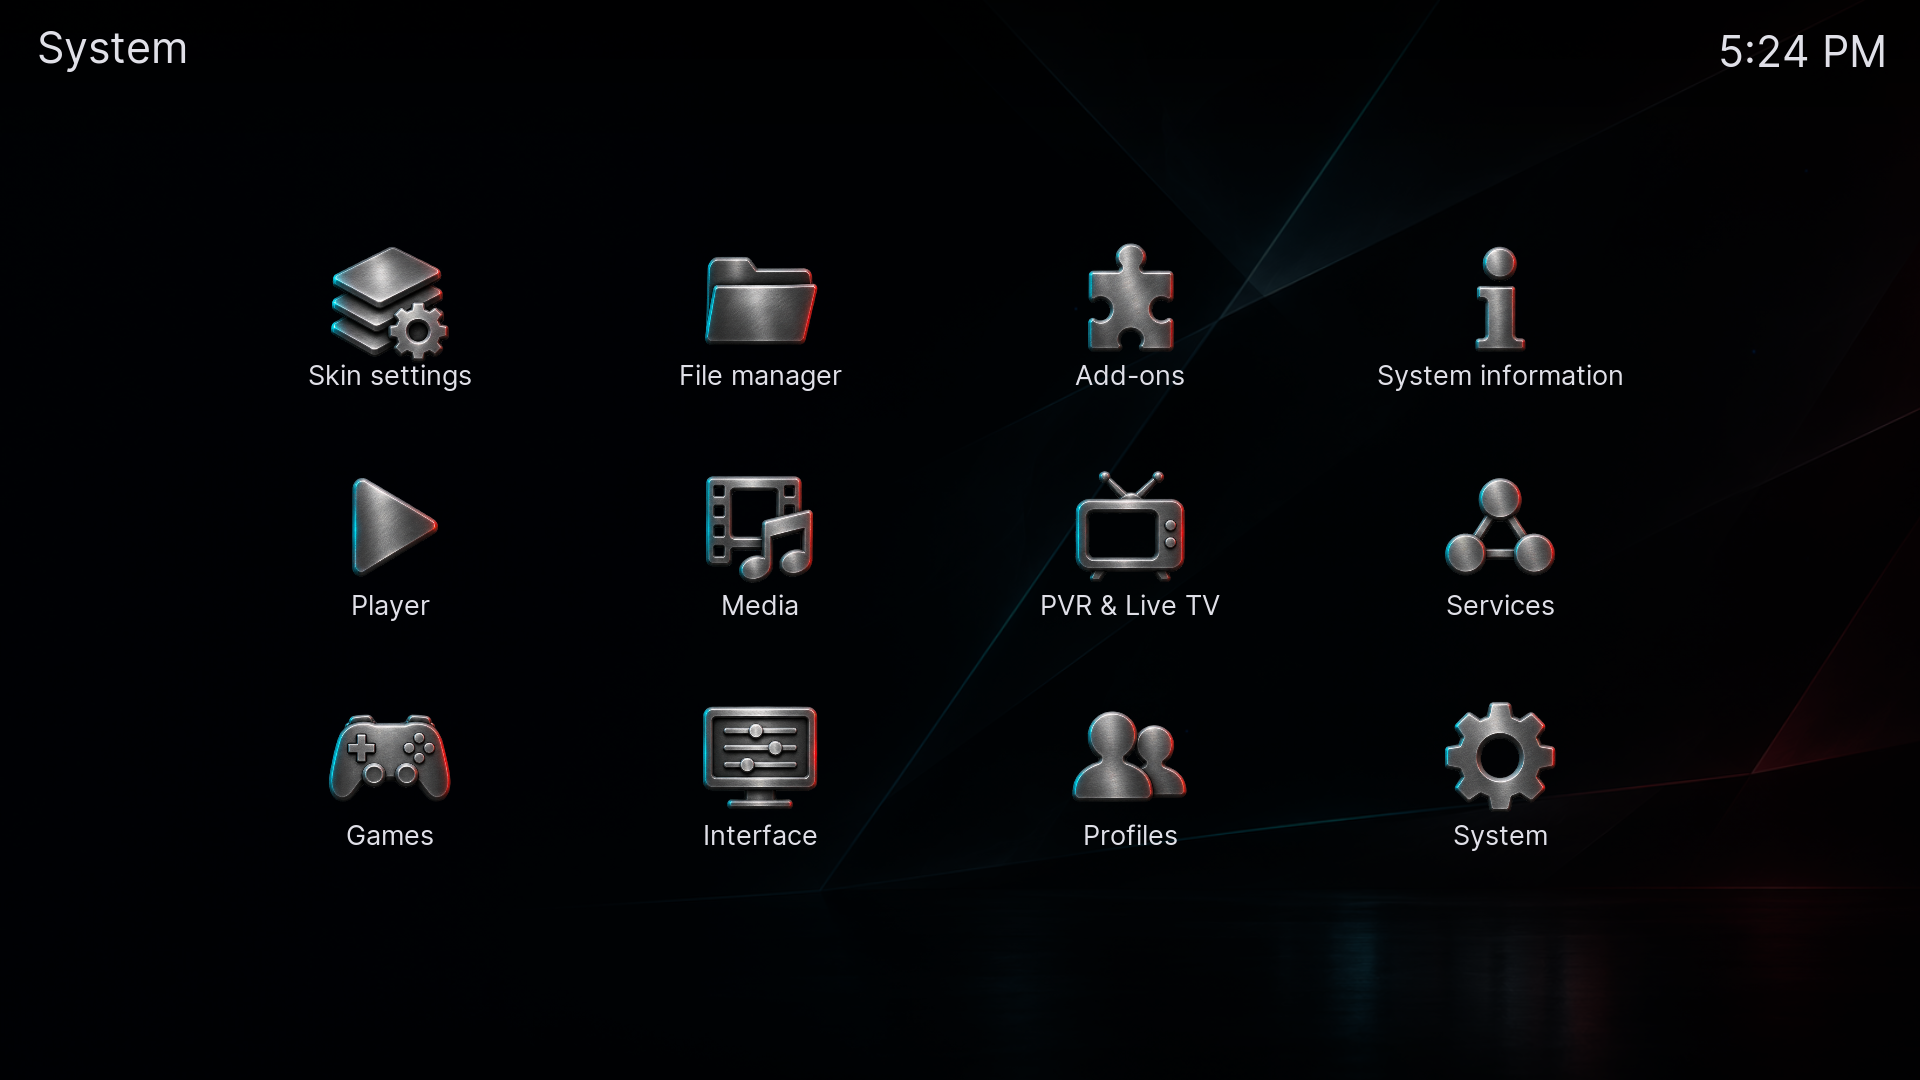 System
5:24 PM
Skin settings
File manager
Add-ons
System information
Player
Media
PVR & Live TV
Services
Games
Interface
Profiles
System